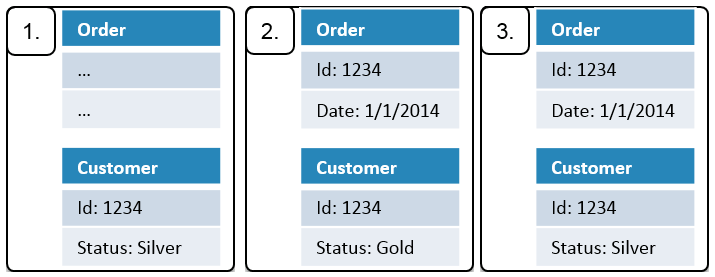 1.
Order
...
...
Customer
Id: 1234
Status: Silver
2.
Order
Id: 1234
Date: 1/1/2014
Customer
Id: 1234
Status: Gold
3.
Order
Id: 1234
Date: 1/1/2014
Customer
Id: 1234
Status: Silver